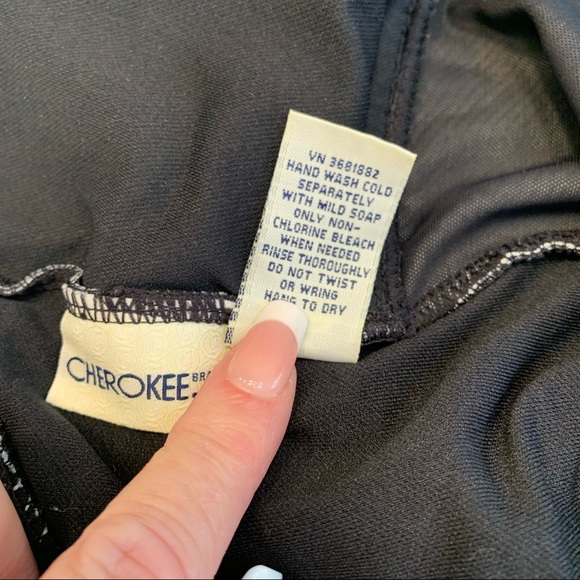 VN 3681882
HAND WASH COLD
SEPARATELY
WITH MILD SOAP
ONLY NON-
CHLORINE BLEACH
WHEN NEEDED
RINSE THOROUGHLY
DO NOT TWIST
OR WRING
HANG TO DRY
CHEROKEE